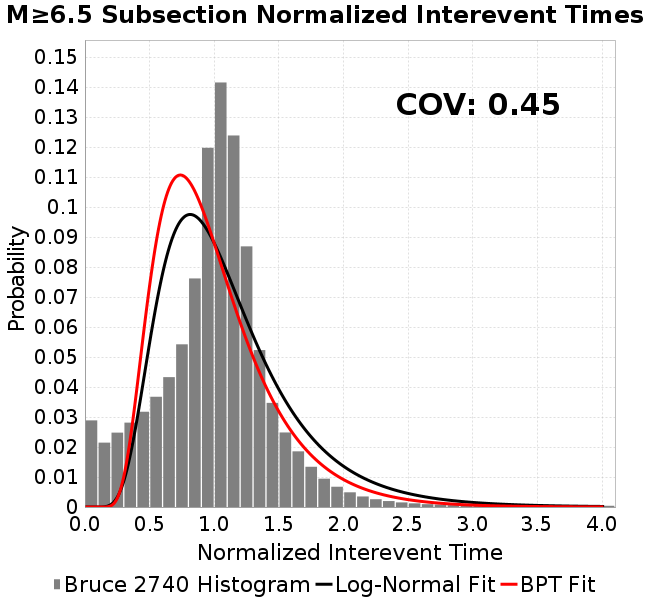 M≥6.5 Subsection Normalized Interevent Times
COV: 0.45
Probability
0.15
0.14
0.13
0.12
0.11
0.1
0.09
0.08
0.07
0.06
0.05
0.04
0.03
0.02
0.01
0
0.0 0.5 1.0 1.5 2.0 2.5 3.0 3.5 4.0
Normalized Interevent Time
Bruce 2740 Histogram Log-Normal Fit BPT Fit